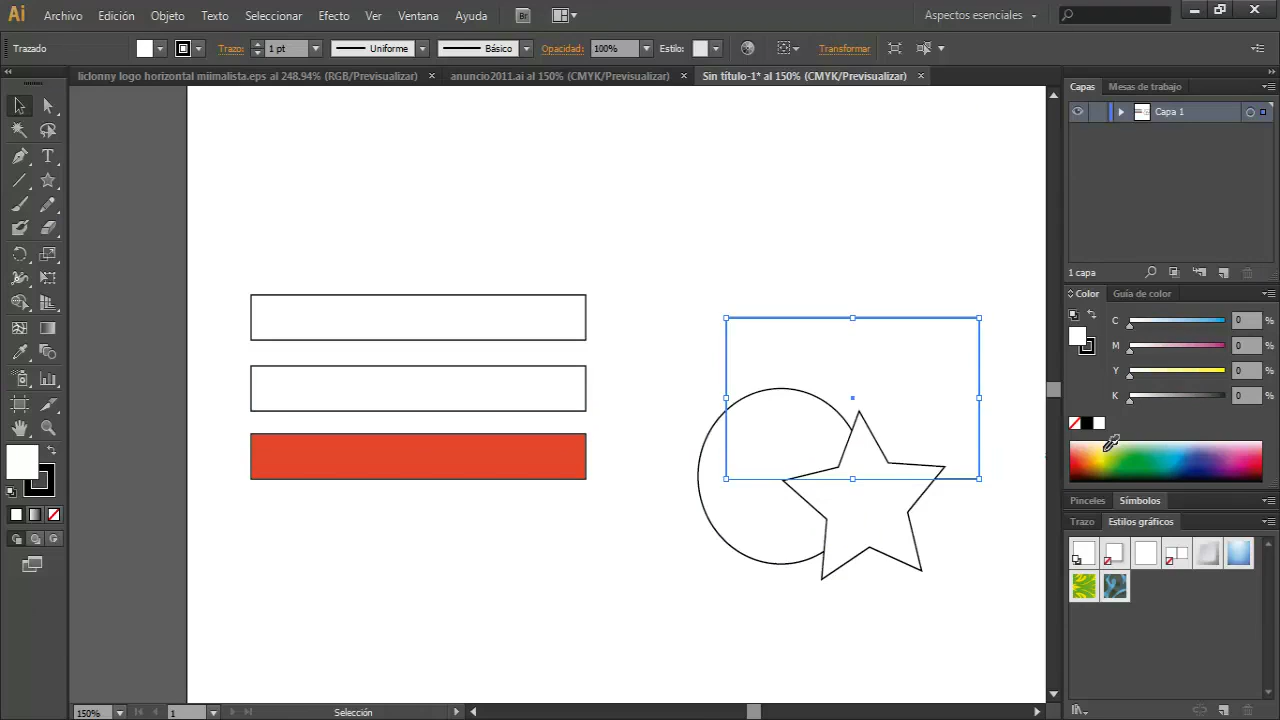 Ai Archivo Edición Objeto Texto Seleccionar Efecto Ver Ventana Ayuda Br Aspectos esenciales
Trazado Trazo: 1 pt Uniforme Básico Opacidad: 100% Estilo: Transformar
liclonny logo horizontal miimalista.eps al 248.94% (RGB/Previsualizar) anuncio2011.ai al 150% (CMYK/Previsualizar) Sin título-1* al 150% (CMYK/Previsualizar)
Capas Mesas de trabajo
Capa 1
1 capa
Color Guía de color
C 0 %
M 0 %
Y 0 %
K 0 %
Pinceles Símbolos
Trazo Estilos gráficos
150% 1 Selección